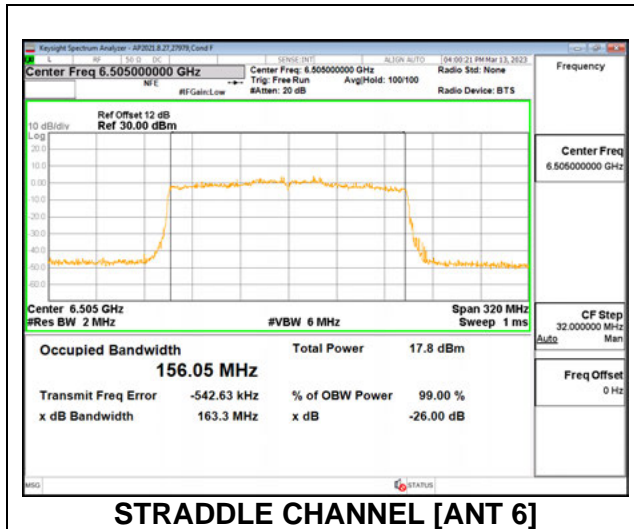 Keysight Spectrum Analyzer - AP2021.8.27,27979,Cond F
L RF 50 Ω DC SENSE:INT ALIGN AUTO 04:00:21 PM Mar 13, 2023
Center Freq 6.505000000 GHz
NFE
#IFGain:Low
Center Freq: 6.505000000 GHz
Trig: Free Run Avg|Hold: 100/100
#Atten: 20 dB
Radio Std: None
Radio Device: BTS
Frequency
Ref Offset 12 dB
10 dB/div Ref 30.00 dBm
Log
20.0
10.0
0.00
-10.0
-20.0
-30.0
-40.0
-50.0
-60.0
Center Freq
6.505000000 GHz
Center 6.505 GHz Span 320 MHz
#Res BW 2 MHz #VBW 6 MHz Sweep 1 ms
CF Step
32.000000 MHz
Auto Man
Occupied Bandwidth Total Power 17.8 dBm
156.05 MHz
Transmit Freq Error -542.63 kHz % of OBW Power 99.00 %
x dB Bandwidth 163.3 MHz x dB -26.00 dB
Freq Offset
0 Hz
MSG STATUS
STRADDLE CHANNEL [ANT 6]